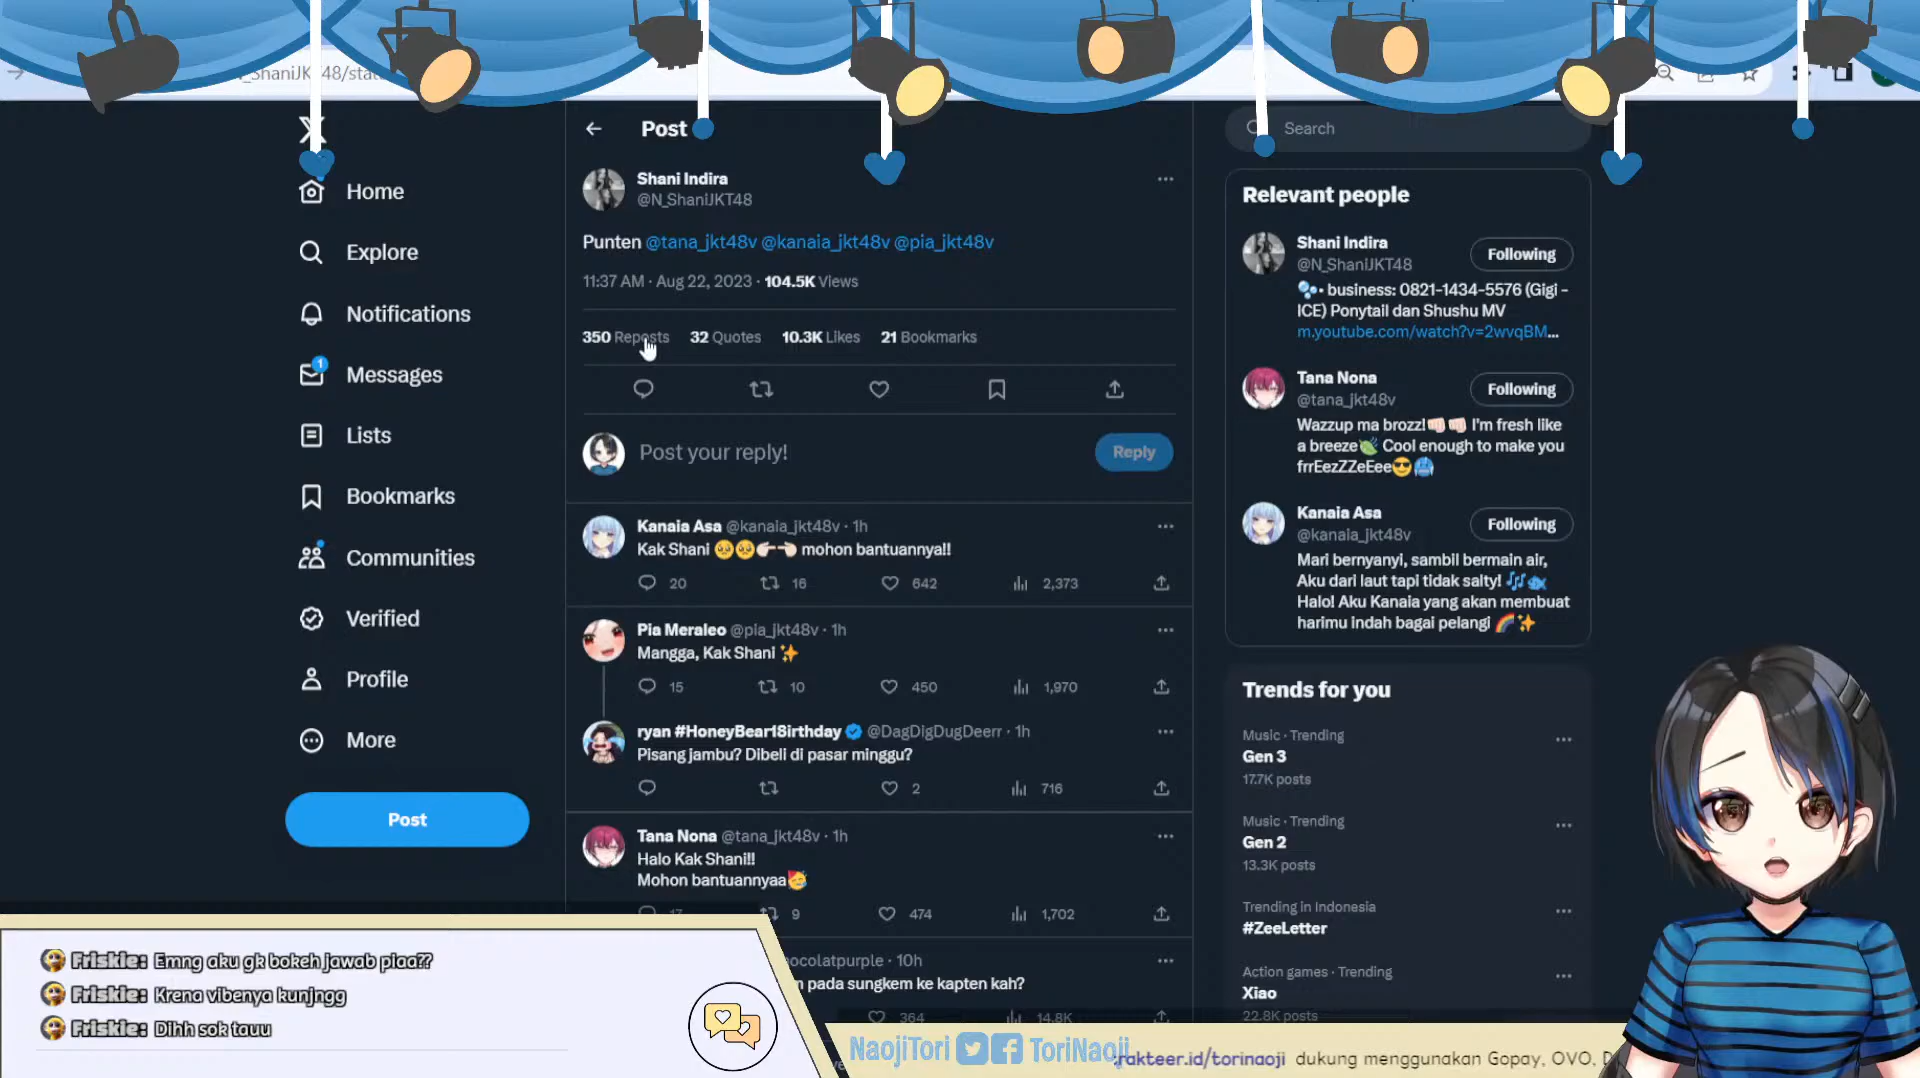 _ShaniJKT48/stat
Home
Explore
Notifications
1
Messages
Lists
Bookmarks
Communities
Verified
Profile
More
Post
Post
Shani Indira
@N_ShaniJKT48
Punten @tana_jkt48v @kanaia_jkt48v @pia_jkt48v
11:37 AM · Aug 22, 2023 · 104.5K Views
350 Reposts 32 Quotes 10.3K Likes 21 Bookmarks
Post your reply!
Reply
Kanaia Asa @kanaia_jkt48v · 1h
Kak Shani 🥺🥺👉🏻👈🏻 mohon bantuannya!!
20 16 642 2,373
Pia Meraleo @pia_jkt48v · 1h
Mangga, Kak Shani ✨
15 10 450 1,970
ryan #HoneyBear18irthday @DagDigDugDeerr · 1h
Pisang jambu? Dibeli di pasar minggu?
2 716
Tana Nona @tana_jkt48v · 1h
Halo Kak Shani!!
Mohon bantuannyaa🥳
17 9 474 1,702
ocolatpurple · 10h
n pada sungkem ke kapten kah?
364 14.8K
Search
Relevant people
Shani Indira
@N_ShaniJKT48
Following
🫧• business: 0821-1434-5576 (Gigi -
ICE) Ponytail dan Shushu MV
m.youtube.com/watch?v=2wvqBM...
Tana Nona
@tana_jkt48v
Following
Wazzup ma brozz!👊🏻👊🏻 I'm fresh like
a breeze🍃 Cool enough to make you
frrEezZZeEee😎🥶
Kanaia Asa
@kanaia_jkt48v
Following
Mari bernyanyi, sambil bermain air,
Aku dari laut tapi tidak salty! 🎶🐟
Halo! Aku Kanaia yang akan membuat
harimu indah bagai pelangi 🌈✨
Trends for you
Music · Trending
Gen 3
17.7K posts
Music · Trending
Gen 2
13.3K posts
Trending in Indonesia
#ZeeLetter
Action games · Trending
Xiao
22.8K posts
Friskie: Emng aku gk bokeh jawab piaa??
Friskie: Krena vibenya kunjngg
Friskie: Dihh sok tauu
NaojiTori ToriNaoji
rakteer.id/torinaoji dukung menggunakan Gopay, OVO, D